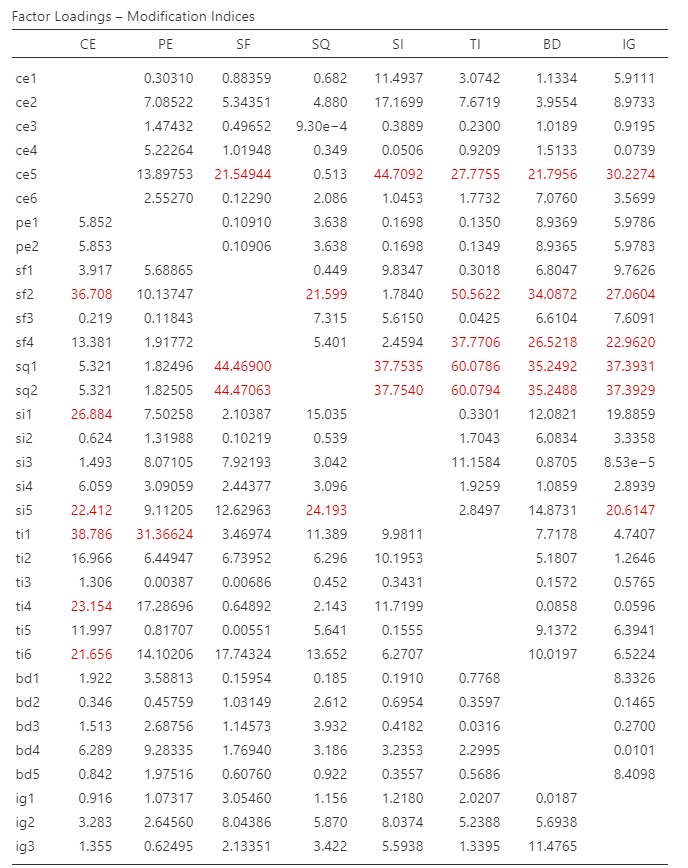 Factor Loadings – Modification Indices
CE PE SF SQ SI TI BD IG
ce1 0.30310 0.88359 0.682 11.4937 3.0742 1.1334 5.9111
ce2 7.08522 5.34351 4.880 17.1699 7.6719 3.9554 8.9733
ce3 1.47432 0.49652 9.30e−4 0.3889 0.2300 1.0189 0.9195
ce4 5.22264 1.01948 0.349 0.0506 0.9209 1.5133 0.0739
ce5 13.89753 21.54944 0.513 44.7092 27.7755 21.7956 30.2274
ce6 2.55270 0.12290 2.086 1.0453 1.7732 7.0760 3.5699
pe1 5.852 0.10910 3.638 0.1698 0.1350 8.9369 5.9786
pe2 5.853 0.10906 3.638 0.1698 0.1349 8.9365 5.9783
sf1 3.917 5.68865 0.449 9.8347 0.3018 6.8047 9.7626
sf2 36.708 10.13747 21.599 1.7840 50.5622 34.0872 27.0604
sf3 0.219 0.11843 7.315 5.6150 0.0425 6.6104 7.6091
sf4 13.381 1.91772 5.401 2.4594 37.7706 26.5218 22.9620
sq1 5.321 1.82496 44.46900 37.7535 60.0786 35.2492 37.3931
sq2 5.321 1.82505 44.47063 37.7540 60.0794 35.2488 37.3929
si1 26.884 7.50258 2.10387 15.035 0.3301 12.0821 19.8859
si2 0.624 1.31988 0.10219 0.539 1.7043 6.0834 3.3358
si3 1.493 8.07105 7.92193 3.042 11.1584 0.8705 8.53e−5
si4 6.059 3.09059 2.44377 3.096 1.9259 1.0859 2.8939
si5 22.412 9.11205 12.62963 24.193 2.8497 14.8731 20.6147
ti1 38.786 31.36624 3.46974 11.389 9.9811 7.7178 4.7407
ti2 16.966 6.44947 6.73952 6.296 10.1953 5.1807 1.2646
ti3 1.306 0.00387 0.00686 0.452 0.3431 0.1572 0.5765
ti4 23.154 17.28696 0.64892 2.143 11.7199 0.0858 0.0596
ti5 11.997 0.81707 0.00551 5.641 0.1555 9.1372 6.3941
ti6 21.656 14.10206 17.74324 13.652 6.2707 10.0197 6.5224
bd1 1.922 3.58813 0.15954 0.185 0.1910 0.7768 8.3326
bd2 0.346 0.45759 1.03149 2.612 0.6954 0.3597 0.1465
bd3 1.513 2.68756 1.14573 3.932 0.4182 0.0316 0.2700
bd4 6.289 9.28335 1.76940 3.186 3.2353 2.2995 0.0101
bd5 0.842 1.97516 0.60760 0.922 0.3557 0.5686 8.4098
ig1 0.916 1.07317 3.05460 1.156 1.2180 2.0207 0.0187
ig2 3.283 2.64560 8.04386 5.870 8.0374 5.2388 5.6938
ig3 1.355 0.62495 2.13351 3.422 5.5938 1.3395 11.4765